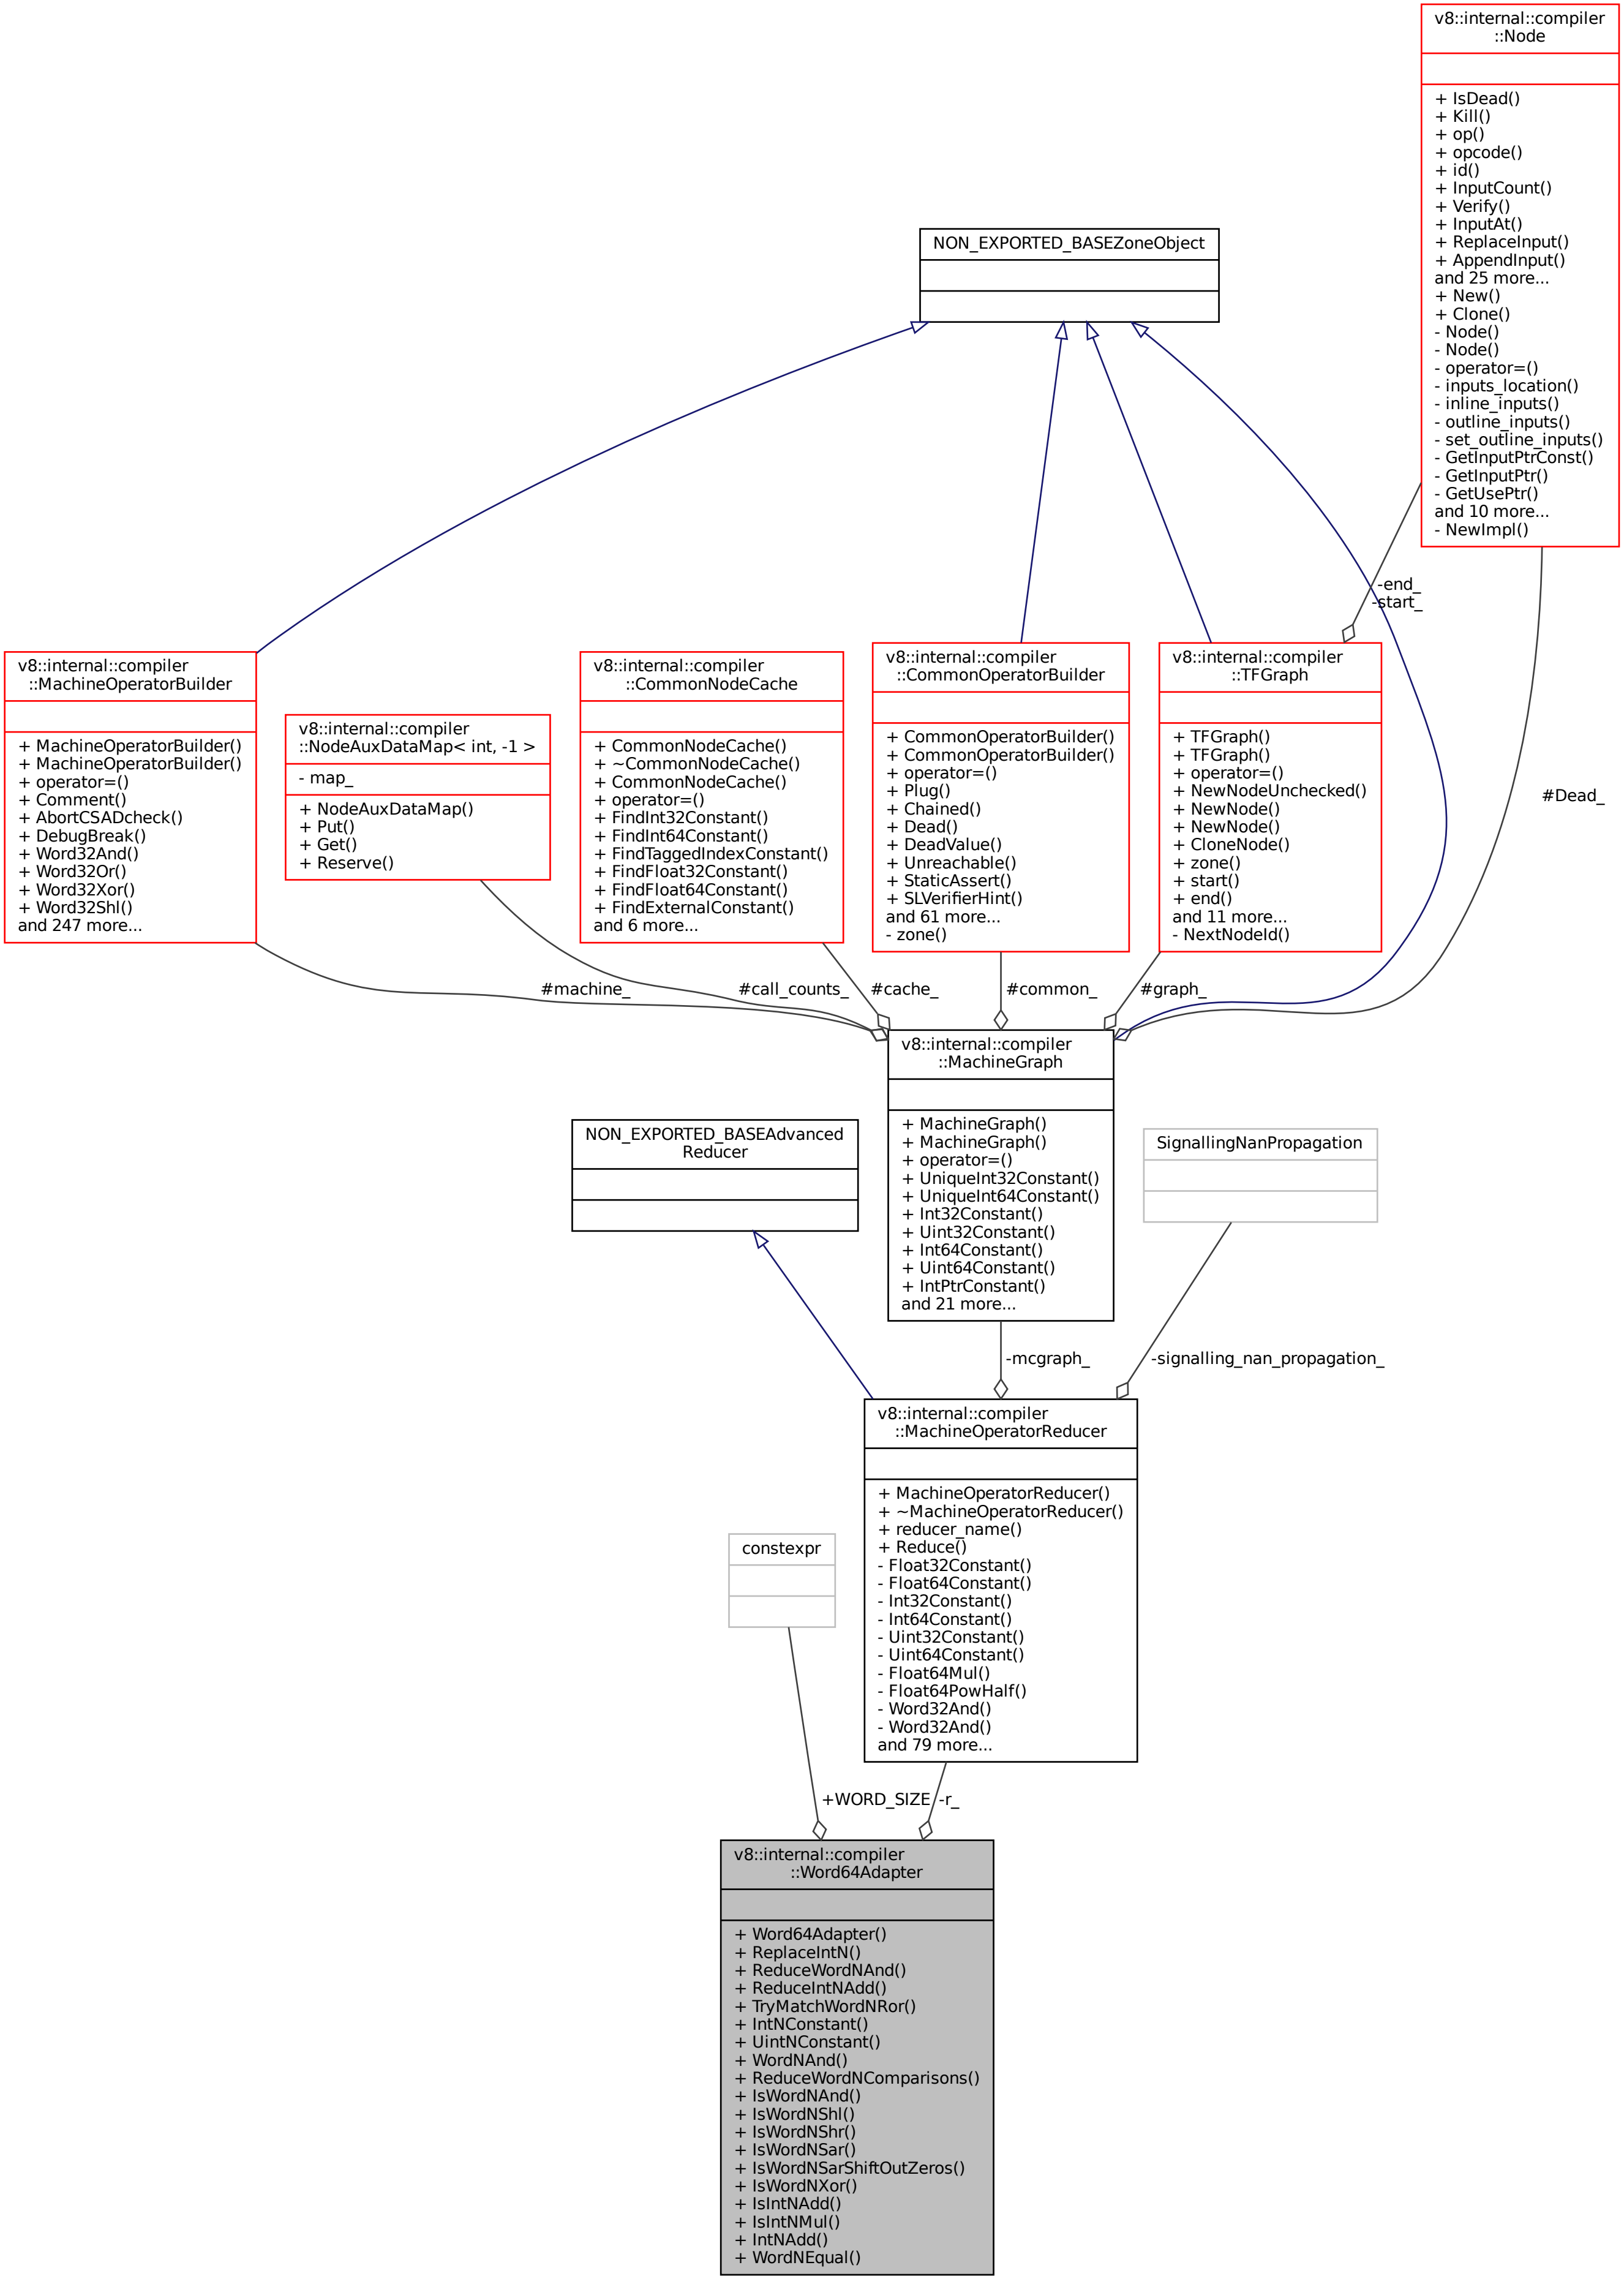 v8::internal::compiler
::Node
+ IsDead()
+ Kill()
+ op()
+ opcode()
+ id()
+ InputCount()
+ Verify()
+ InputAt()
+ ReplaceInput()
+ AppendInput()
and 25 more...
+ New()
+ Clone()
- Node()
- Node()
- operator=()
- inputs_location()
- inline_inputs()
- outline_inputs()
- set_outline_inputs()
- GetInputPtrConst()
- GetInputPtr()
- GetUsePtr()
and 10 more...
- NewImpl()
NON_EXPORTED_BASEZoneObject
-end_
-start_
#Dead_
v8::internal::compiler
::MachineOperatorBuilder
+ MachineOperatorBuilder()
+ MachineOperatorBuilder()
+ operator=()
+ Comment()
+ AbortCSADcheck()
+ DebugBreak()
+ Word32And()
+ Word32Or()
+ Word32Xor()
+ Word32Shl()
and 247 more...
v8::internal::compiler
::NodeAuxDataMap< int, -1 >
- map_
+ NodeAuxDataMap()
+ Put()
+ Get()
+ Reserve()
v8::internal::compiler
::CommonNodeCache
+ CommonNodeCache()
+ ~CommonNodeCache()
+ CommonNodeCache()
+ operator=()
+ FindInt32Constant()
+ FindInt64Constant()
+ FindTaggedIndexConstant()
+ FindFloat32Constant()
+ FindFloat64Constant()
+ FindExternalConstant()
and 6 more...
v8::internal::compiler
::CommonOperatorBuilder
+ CommonOperatorBuilder()
+ CommonOperatorBuilder()
+ operator=()
+ Plug()
+ Chained()
+ Dead()
+ DeadValue()
+ Unreachable()
+ StaticAssert()
+ SLVerifierHint()
and 61 more...
- zone()
v8::internal::compiler
::TFGraph
+ TFGraph()
+ TFGraph()
+ operator=()
+ NewNodeUnchecked()
+ NewNode()
+ NewNode()
+ CloneNode()
+ zone()
+ start()
+ end()
and 11 more...
- NextNodeId()
#machine_
#call_counts_
#cache_
#common_
#graph_
v8::internal::compiler
::MachineGraph
+ MachineGraph()
+ MachineGraph()
+ operator=()
+ UniqueInt32Constant()
+ UniqueInt64Constant()
+ Int32Constant()
+ Uint32Constant()
+ Int64Constant()
+ Uint64Constant()
+ IntPtrConstant()
and 21 more...
NON_EXPORTED_BASEAdvanced
Reducer
SignallingNanPropagation
-mcgraph_
-signalling_nan_propagation_
v8::internal::compiler
::MachineOperatorReducer
+ MachineOperatorReducer()
+ ~MachineOperatorReducer()
+ reducer_name()
+ Reduce()
- Float32Constant()
- Float64Constant()
- Int32Constant()
- Int64Constant()
- Uint32Constant()
- Uint64Constant()
- Float64Mul()
- Float64PowHalf()
- Word32And()
- Word32And()
and 79 more...
constexpr
+WORD_SIZE
-r_
v8::internal::compiler
::Word64Adapter
+ Word64Adapter()
+ ReplaceIntN()
+ ReduceWordNAnd()
+ ReduceIntNAdd()
+ TryMatchWordNRor()
+ IntNConstant()
+ UintNConstant()
+ WordNAnd()
+ ReduceWordNComparisons()
+ IsWordNAnd()
+ IsWordNShl()
+ IsWordNShr()
+ IsWordNSar()
+ IsWordNSarShiftOutZeros()
+ IsWordNXor()
+ IsIntNAdd()
+ IsIntNMul()
+ IntNAdd()
+ WordNEqual()